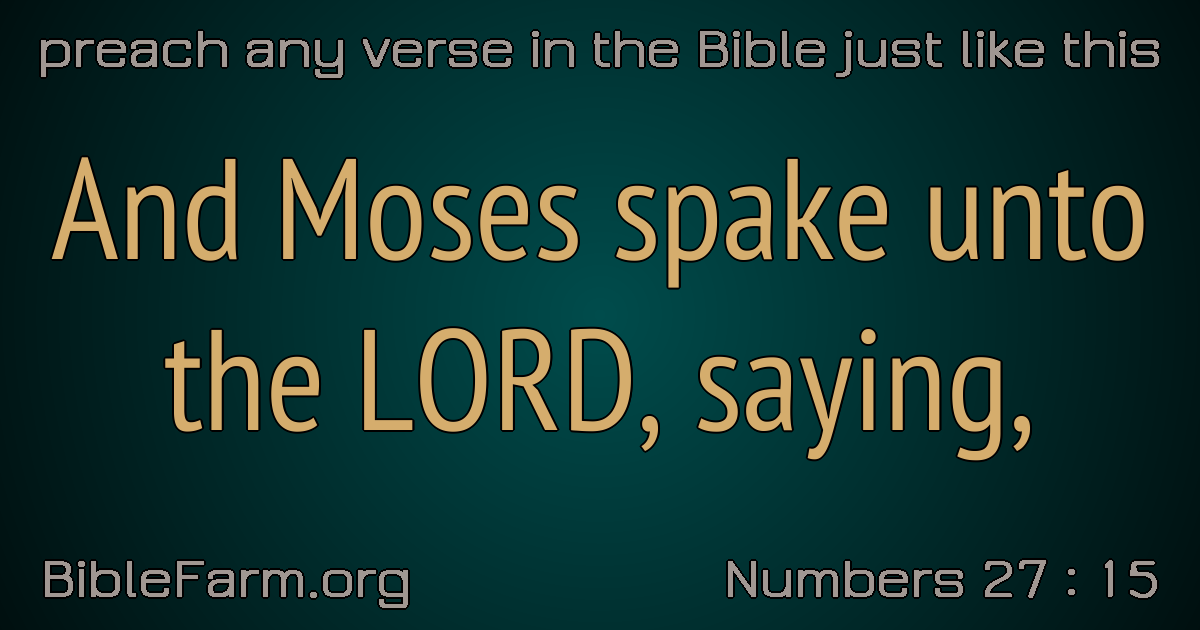 preach any verse in the Bible just like this
And Moses spake unto
the LORD, saying,
BibleFarm.org
Numbers 27 : 15